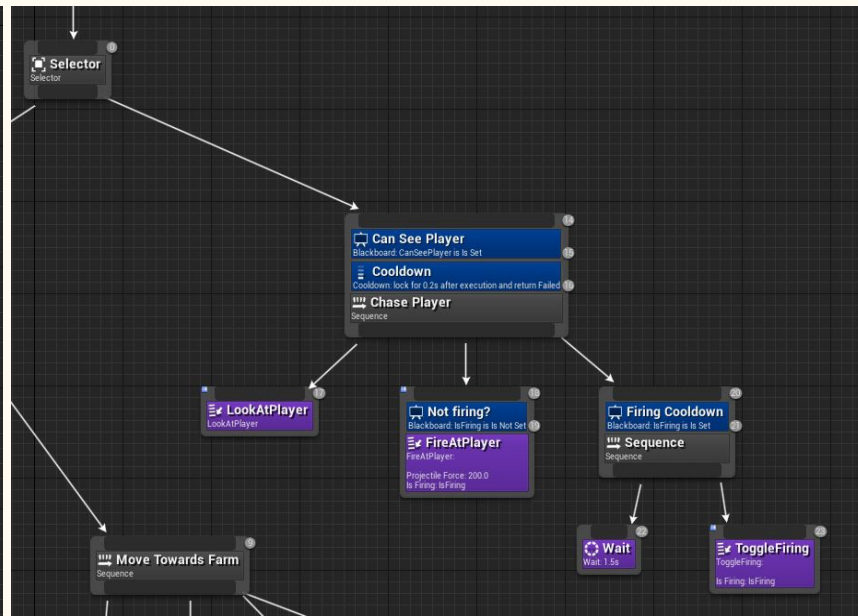 0
Selector
Selector
14
Can See Player
Blackboard: CanSeePlayer is Is Set
15
Cooldown
Cooldown: lock for 0.2s after execution and return Failed
16
Chase Player
Sequence
17
LookAtPlayer
LookAtPlayer
18
Not firing?
Blackboard: IsFiring is Is Not Set
19
FireAtPlayer
FireAtPlayer:
Projectile Force: 200.0
Is Firing: IsFiring
20
Firing Cooldown
Blackboard: IsFiring is Is Set
21
Sequence
Sequence
22
Wait
Wait: 1.5s
23
ToggleFiring
ToggleFiring:
Is Firing: IsFiring
9
Move Towards Farm
Sequence